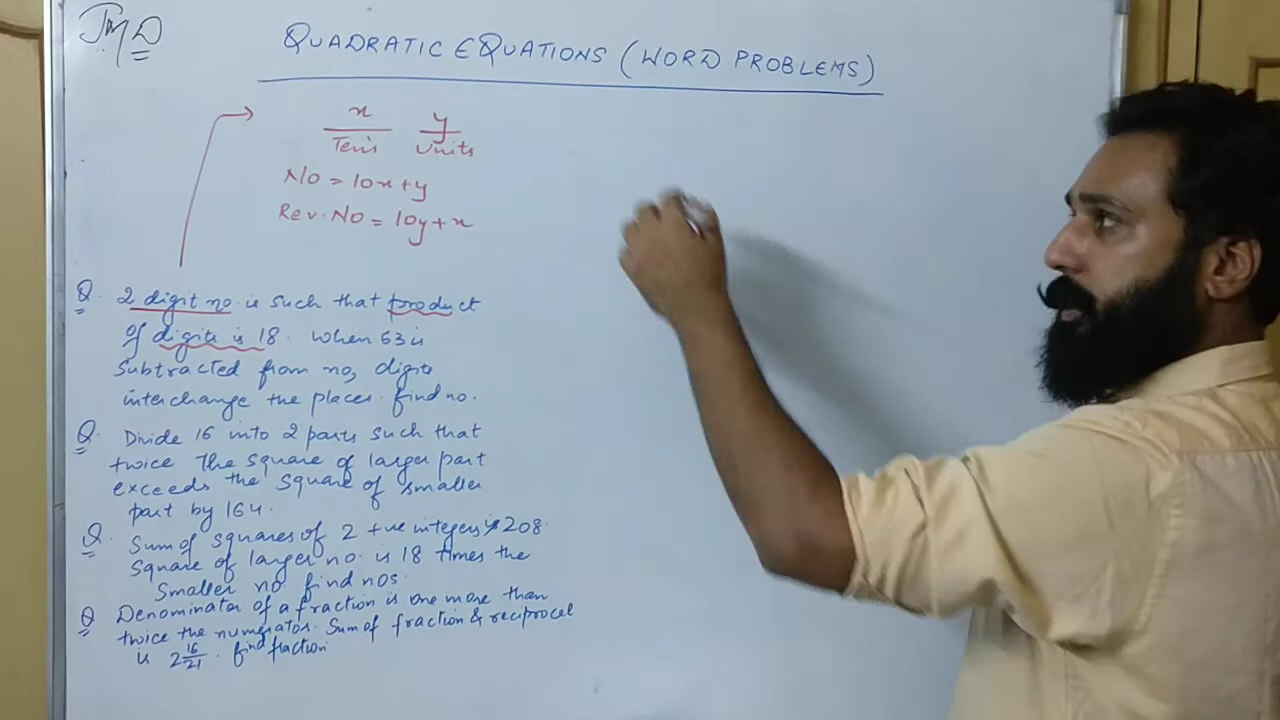 JMD
QUADRATIC EQUATIONS (WORD PROBLEMS)
x y
Ten's Units
No = 10x+y
Rev. No = 10y+x
Q. 2 digit no is such that product
of digits is 18. When 63 is
subtracted from no, digits
interchange the places. find no.
Q. Divide 16 into 2 parts such that
twice the square of larger part
exceeds the square of smaller
part by 164.
Q. Sum of squares of 2 +ve integers is 208.
Square of larger no. is 18 times the
Smaller no. find nos.
Q Denominator of a fraction is one more than
twice the numerator. Sum of fraction & reciprocel
is 2 16/21. find fraction